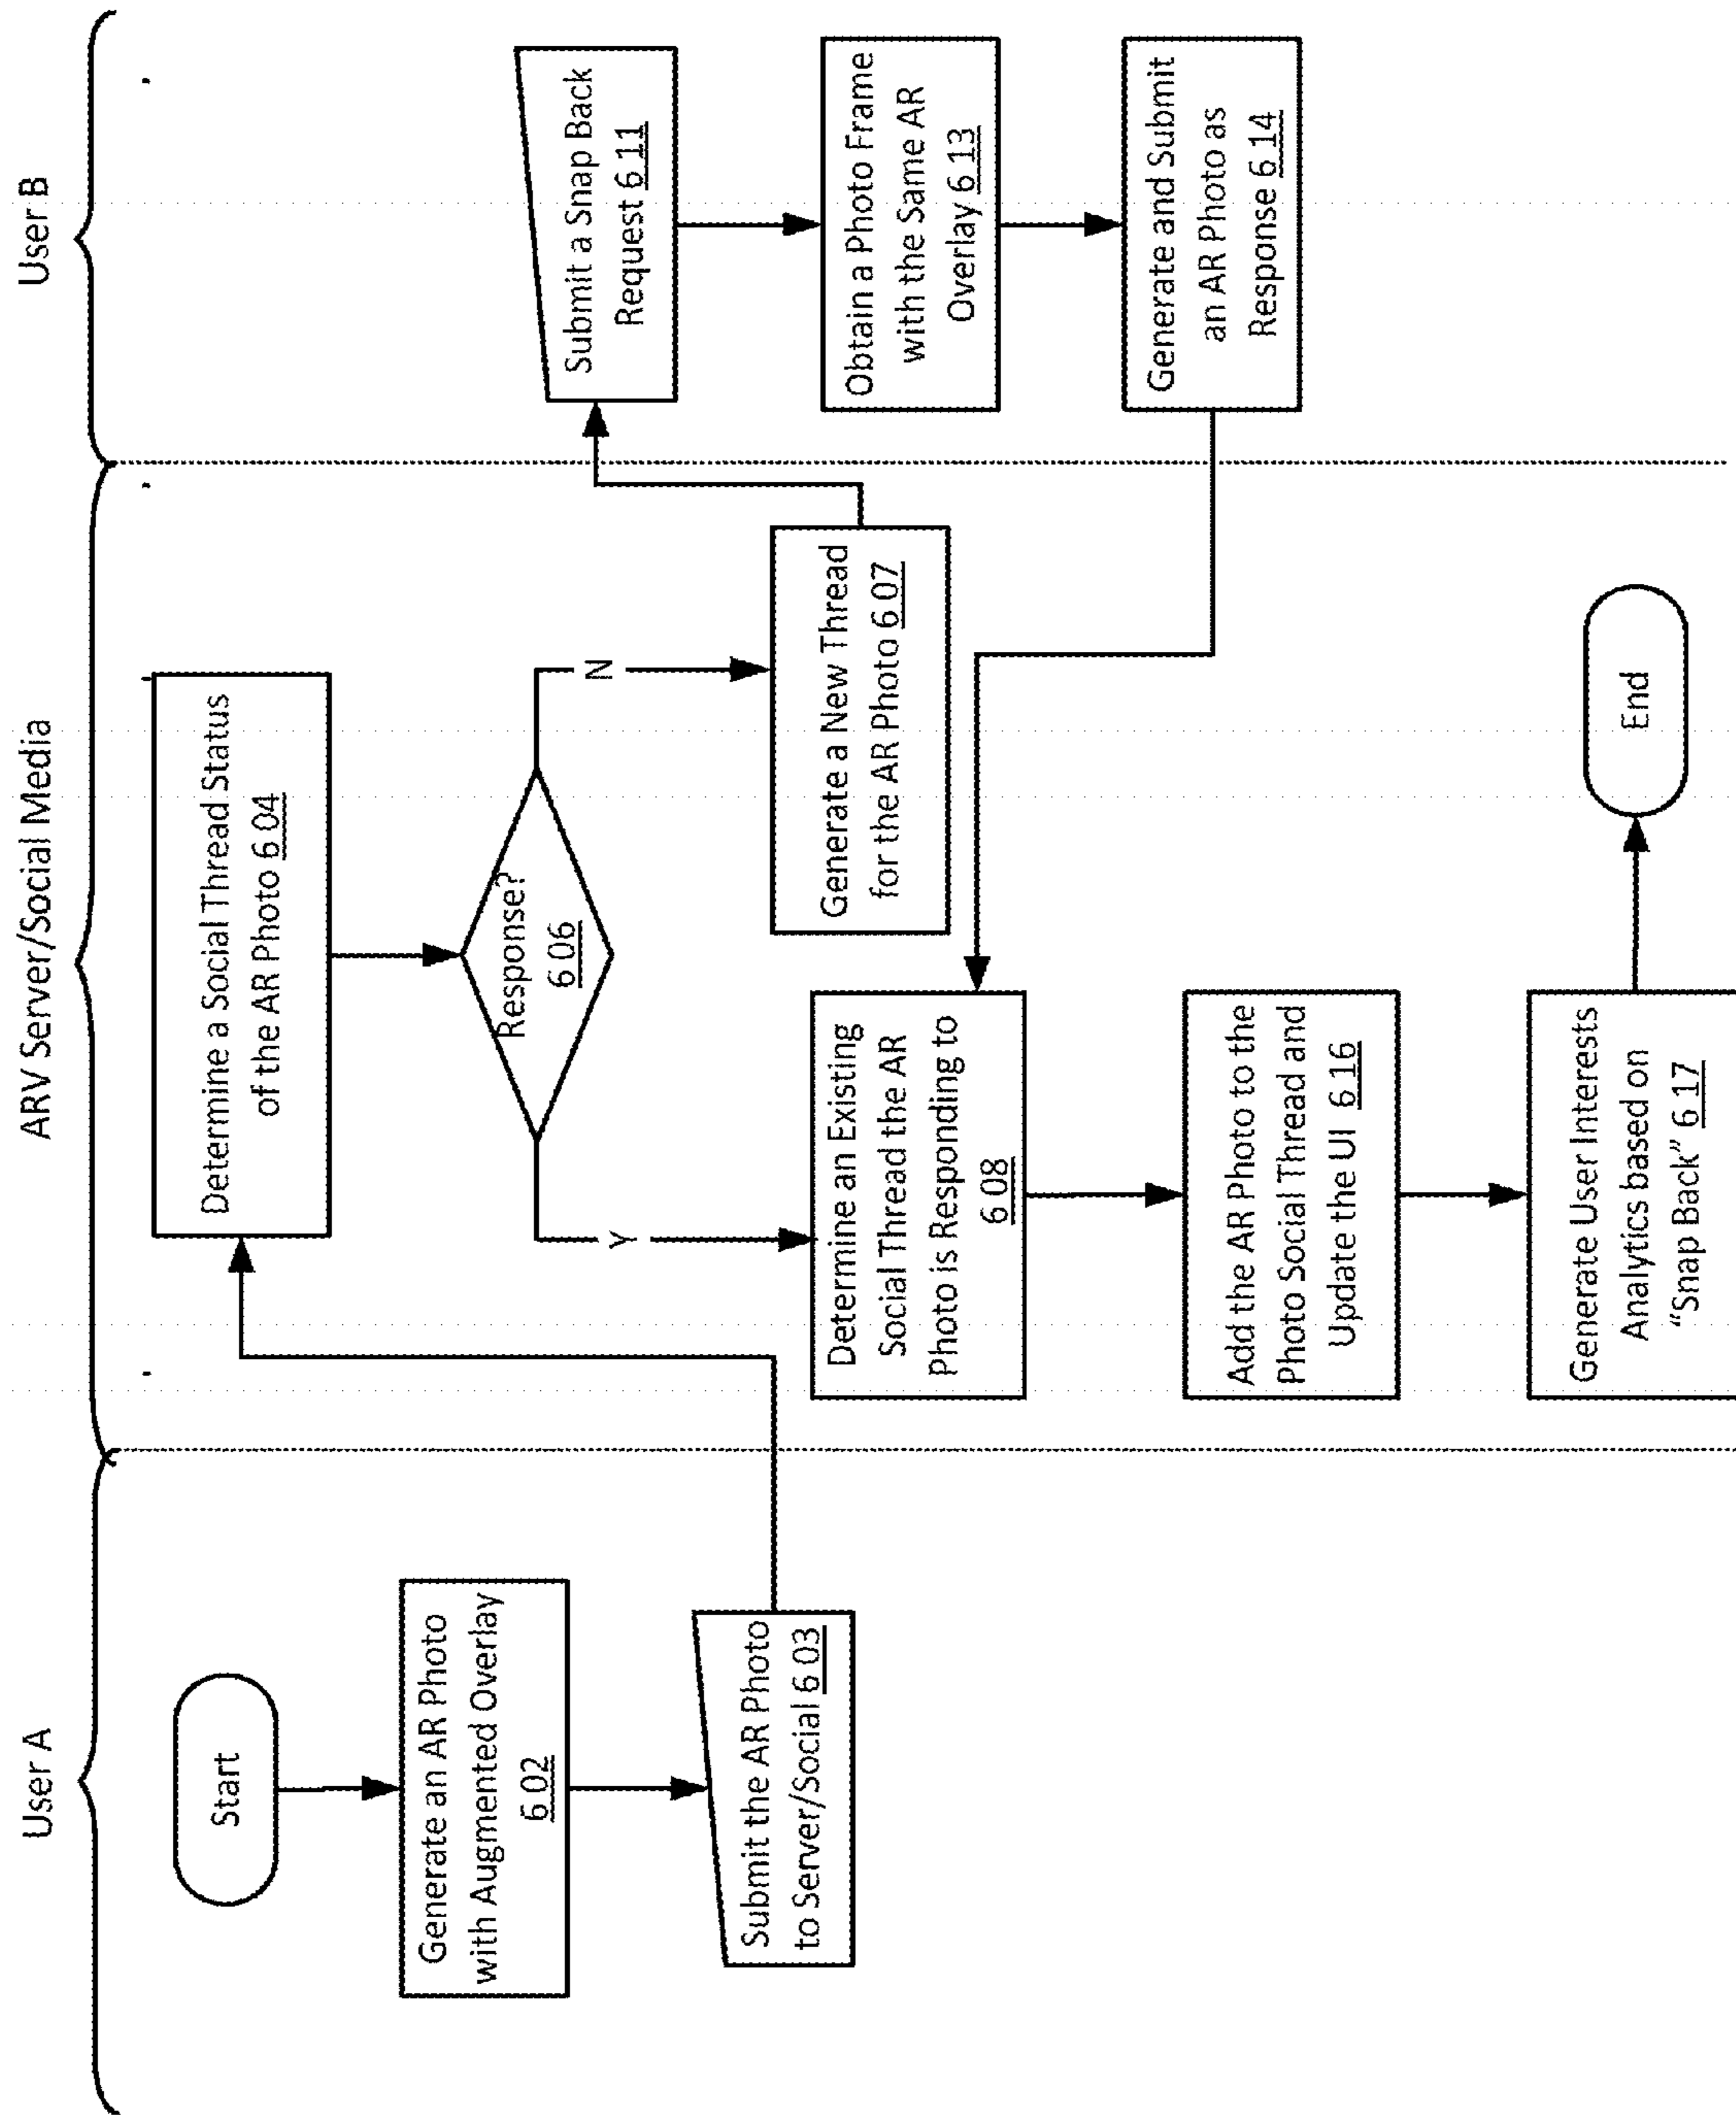 User A
ARV Server/Social Media
User B
Start
Generate an AR Photo
with Augmented Overlay
6 02
Submit the AR Photo
to Server/Social 6 03
Determine a Social Thread Status
of the AR Photo 6 04
Response?
6 06
Y
N
Generate a New Thread
for the AR Photo 6 07
Determine an Existing
Social Thread the AR
Photo is Responding to
6 08
Add the AR Photo to the
Photo Social Thread and
Update the UI 6 16
Generate User Interests
Analytics based on
“Snap Back” 6 17
End
Submit a Snap Back
Request 6 11
Obtain a Photo Frame
with the Same AR
Overlay 6 13
Generate and Submit
an AR Photo as
Response 6 14